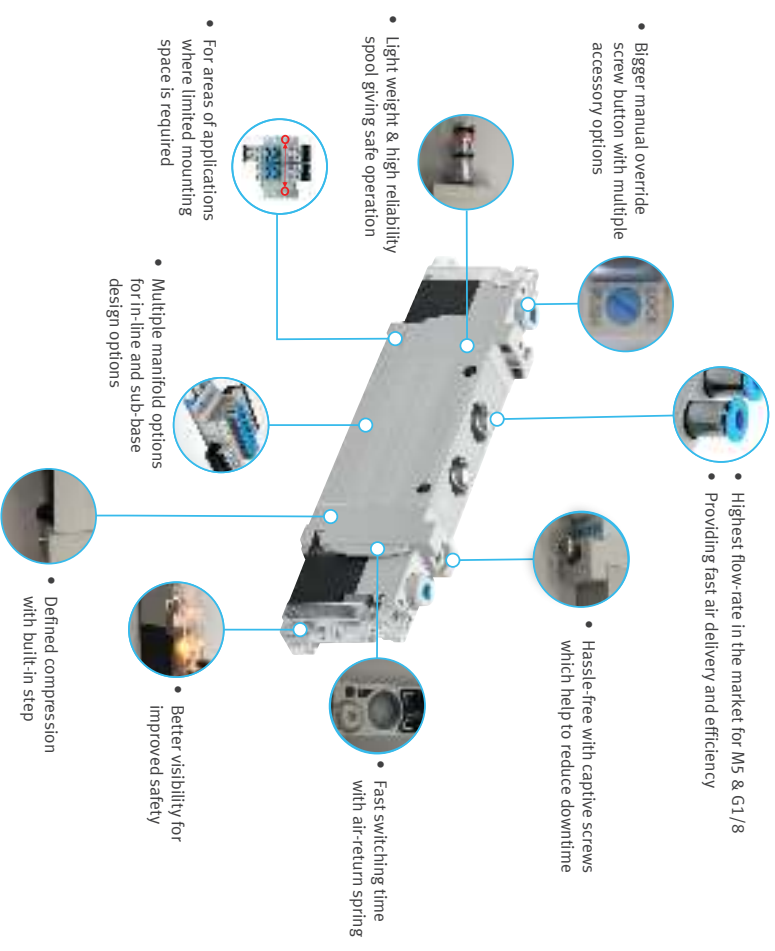 • Highest flow-rate in the market for M5 & G1/8
• Providing fast air delivery and efficiency
• Bigger manual override
screw button with multiple
accessory options
LOCK
• Hassle-free with captive screws
which help to reduce downtime
• Light weight & high reliability
spool giving safe operation
• Fast switching time
with air-return spring
• For areas of applications
where limited mounting
space is required
• Better visibility for
improved safety
• Multiple manifold options
for in-line and sub-base
design options
• Defined compression
with built-in step